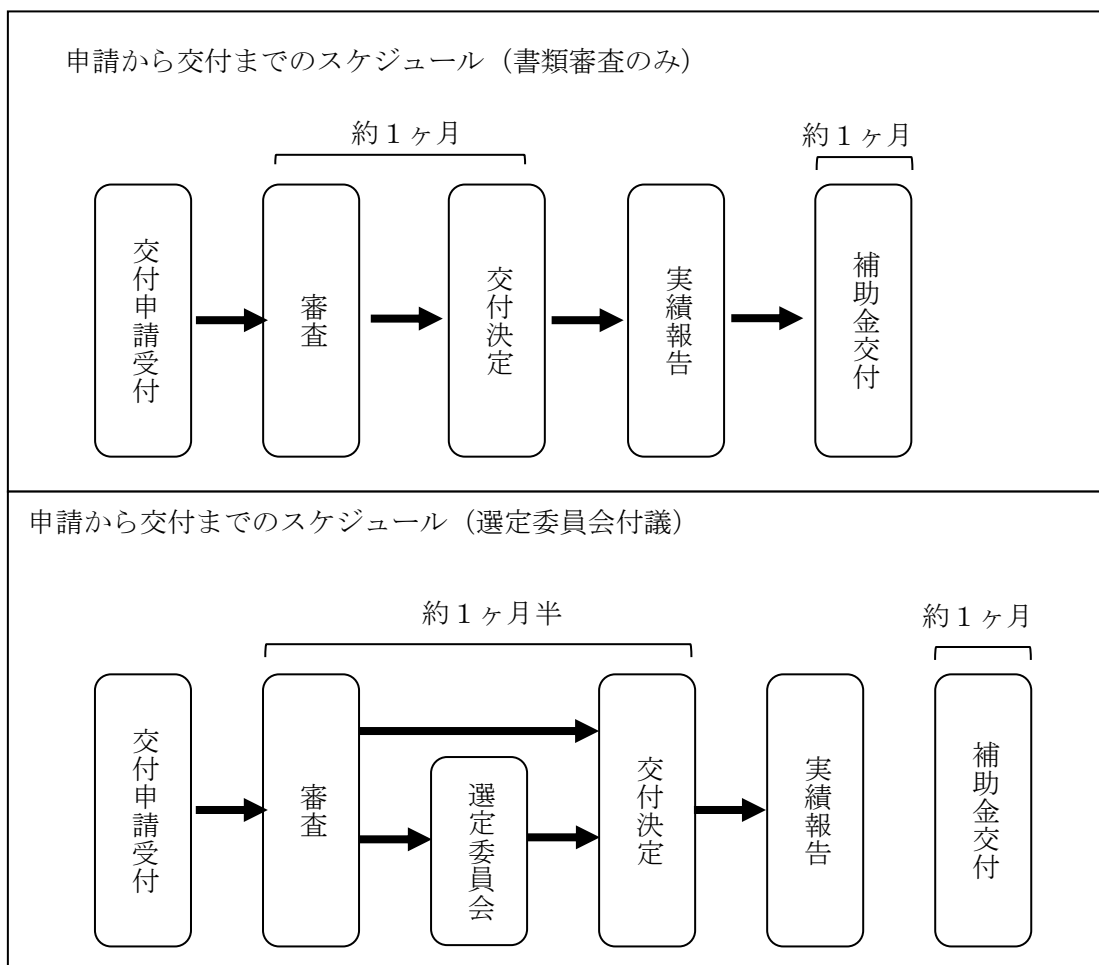 申請から交付までのスケジュール（書類審査のみ）
約１ヶ月
約１ヶ月
交付申請受付
審査
交付決定
実績報告
補助金交付
申請から交付までのスケジュール（選定委員会付議）
約１ヶ月半
約１ヶ月
交付申請受付
審査
選定委員会
交付決定
実績報告
補助金交付